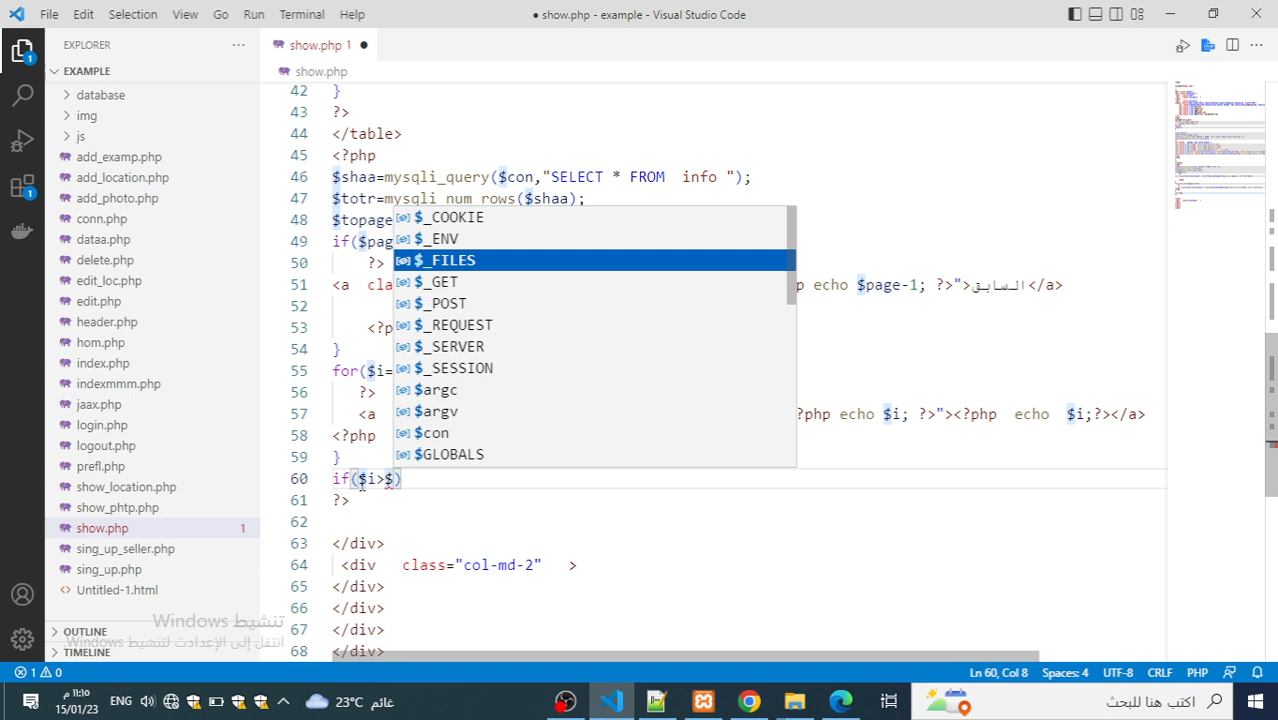 File Edit Selection View Go Run Terminal Help
● show.php - example - Visual Studio Code
EXPLORER
EXAMPLE
database
img
js
add_examp.php
add_location.php
add_photo.php
conn.php
dataa.php
delete.php
edit_loc.php
edit.php
header.php
hom.php
index.php
indexmmm.php
jaax.php
login.php
logout.php
prefl.php
show_location.php
show_phtp.php
show.php 1
sing_up_seller.php
sing_up.php
Untitled-1.html
OUTLINE
TIMELINE
1
1
show.php 1 ●
show.php
42 }
43 ?>
44 </table>
45 <?php
46 $shaa=mysqli_query($con,"SELECT * FROM  info ");
47 $totr=mysqli_num_rows($shaa);
48 $topage
49 if($pag
50 ?>
51 <a  cla p echo $page-1; ?>">السابق</a>
52
53 <?p
54 }
55 for($i=
56 ?>
57 <a ?php echo $i; ?>"><?php  echo  $i;?></a>
58 <?php
59 }
60 if($i>$)
61 ?>
62
63 </div>
64 <div   class="col-md-2"   >
65 </div>
66 </div>
67 </div>
68 </div>
$_COOKIE
$_ENV
$_FILES
$_GET
$_POST
$_REQUEST
$_SERVER
$_SESSION
$argc
$argv
$con
$GLOBALS
تنشيط Windows
انتقل إلى الإعدادات لتنشيط Windows.
1 0
Ln 60, Col 8 Spaces: 4 UTF-8 CRLF PHP
١١:١٥ م
15/01/23
ENG
23°C غائم
اكتب هنا للبحث